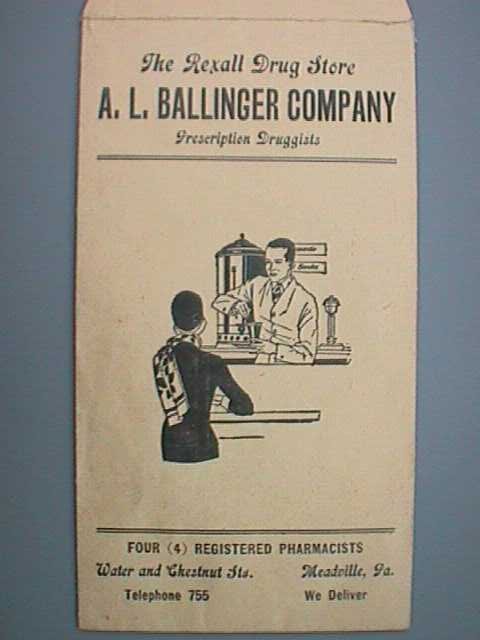 The Rexall Drug Store
A. L. BALLINGER COMPANY
Prescription Druggists
Soda
FOUR (4) REGISTERED PHARMACISTS
Water and Chestnut Sts. Meadville, Pa.
Telephone 755 We Deliver